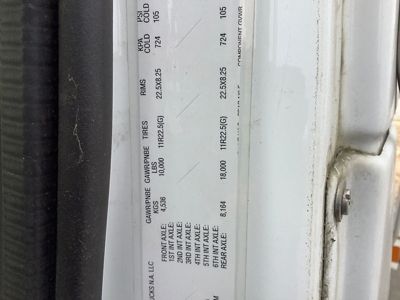 GAWR/PNBE GAWR/PNBE TIRES RIMS KPA PSI
KGS LBS COLD COLD
FRONT AXLE: 4,536 10,000 11R22.5(G) 22.5X8.25 724 105
1ST INT AXLE:
2ND INT AXLE:
3RD INT AXLE:
4TH INT AXLE:
5TH INT AXLE:
6TH INT AXLE:
REAR AXLE: 8,164 18,000 11R22.5(G) 22.5X8.25 724 105